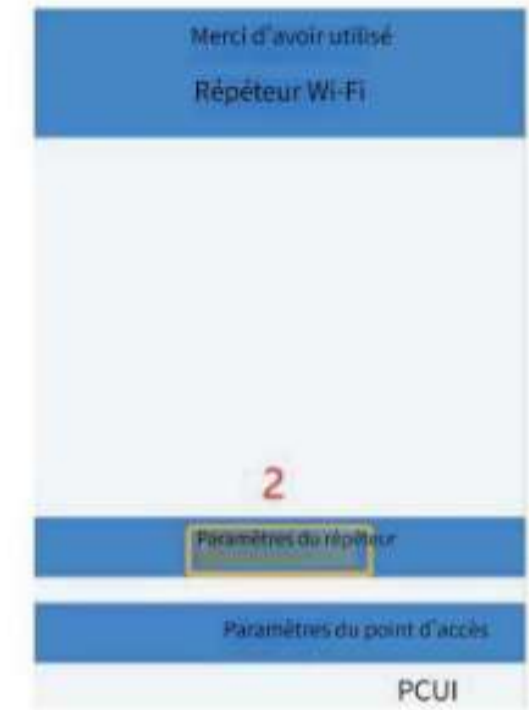 Merci d'avoir utilisé
Répéteur Wi-Fi
2
Paramètres du répéteur
Paramètres du point d'accès
PCUI